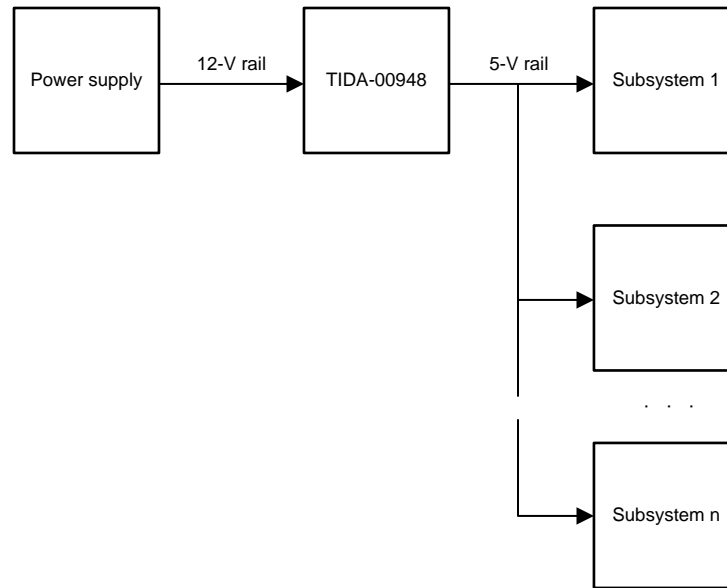 Power supply
12-V rail
TIDA-00948
5-V rail
Subsystem 1
Subsystem 2
. . .
Subsystem n